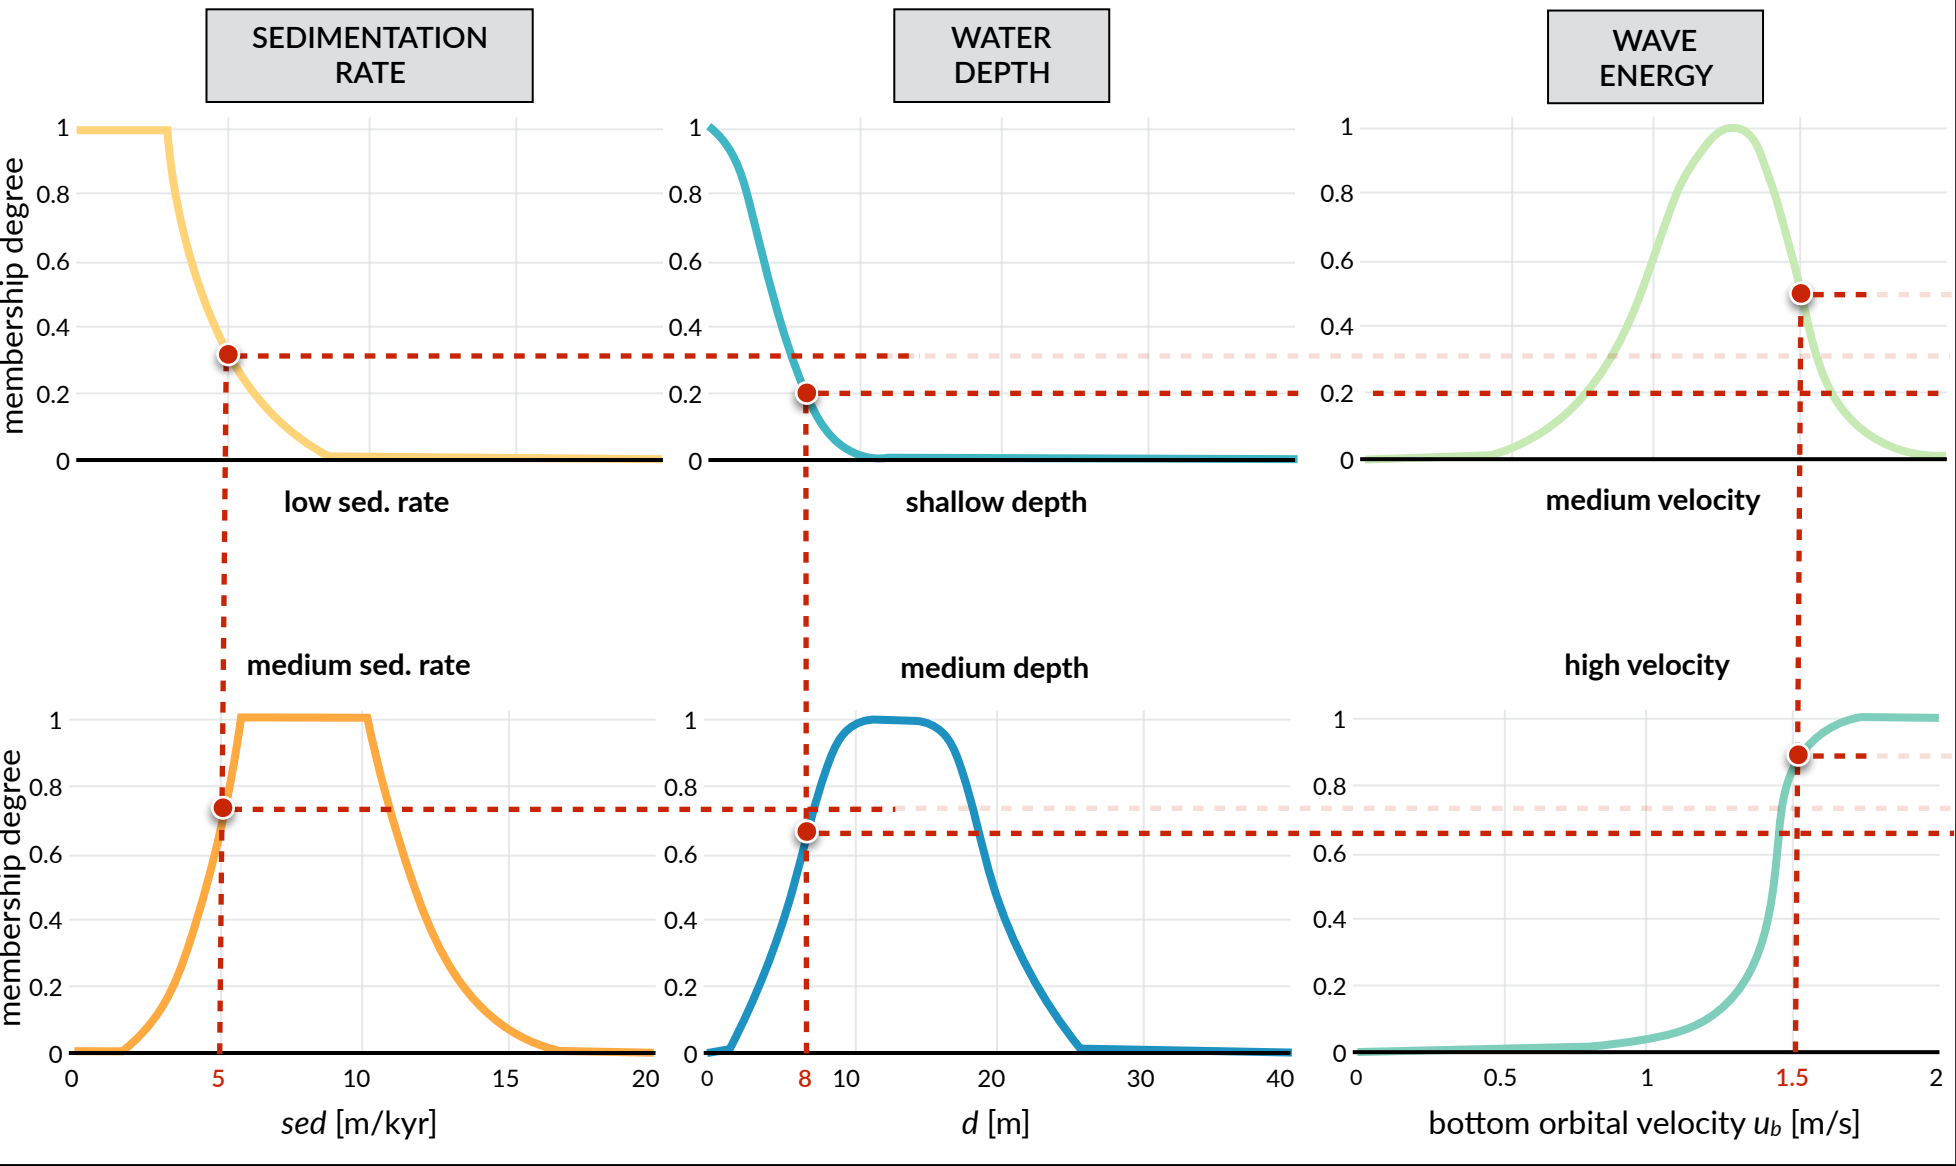 SEDIMENTATION
RATE
WATER
DEPTH
WAVE
ENERGY
membership degree
1
0.8
0.6
0.4
0.2
0
low sed. rate
1
0.8
0.6
0.4
0.2
0
shallow depth
1
0.8
0.6
0.4
0.2
0
medium velocity
medium sed. rate
membership degree
1
0.8
0.6
0.4
0.2
0
0 5 10 15 20
sed [m/kyr]
medium depth
1
0.8
0.6
0.4
0.2
0
0 8 10 20 30 40
d [m]
high velocity
1
0.8
0.6
0.4
0.2
0
0 0.5 1 1.5 2
bottom orbital velocity u_b [m/s]